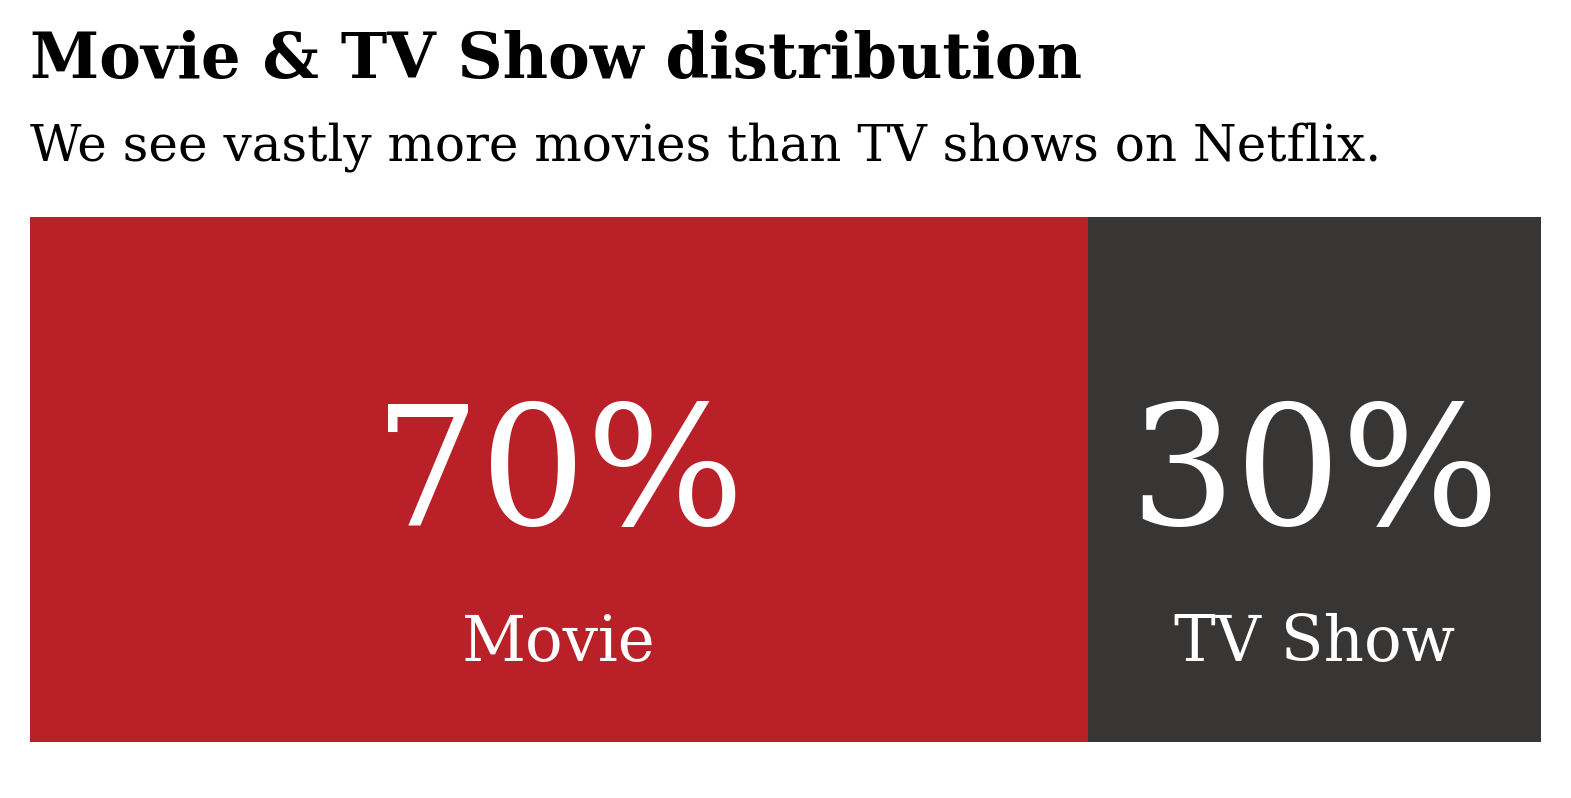 Movie & TV Show distribution
We see vastly more movies than TV shows on Netflix.
70%
Movie
30%
TV Show